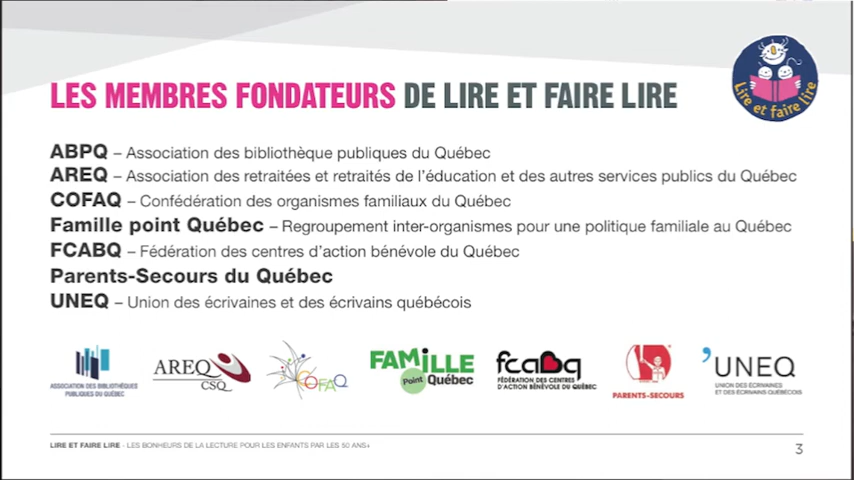 LES MEMBRES FONDATEURS DE LIRE ET FAIRE LIRE
Lire et faire lire
ABPQ – Association des bibliothèque publiques du Québec
AREQ – Association des retraitées et retraités de l'éducation et des autres services publics du Québec
COFAQ – Confédération des organismes familiaux du Québec
Famille point Québec – Regroupement inter-organismes pour une politique familiale au Québec
FCABQ – Fédération des centres d'action bénévole du Québec
Parents-Secours du Québec
UNEQ – Union des écrivaines et des écrivains québécois
ASSOCIATION DES BIBLIOTHÈQUES
PUBLIQUES DU QUÉBEC
AREQ
CSQ
COFAQ
FAMiLLE
Point Québec
fcabq
FÉDÉRATION DES CENTRES
D'ACTION BÉNÉVOLE DU QUÉBEC
PARENTS-SECOURS
'UNEQ
UNION DES ÉCRIVAINES
ET DES ÉCRIVAINS QUÉBÉCOIS
LIRE ET FAIRE LIRE - LES BONHEURS DE LA LECTURE POUR LES ENFANTS PAR LES 50 ANS+
3